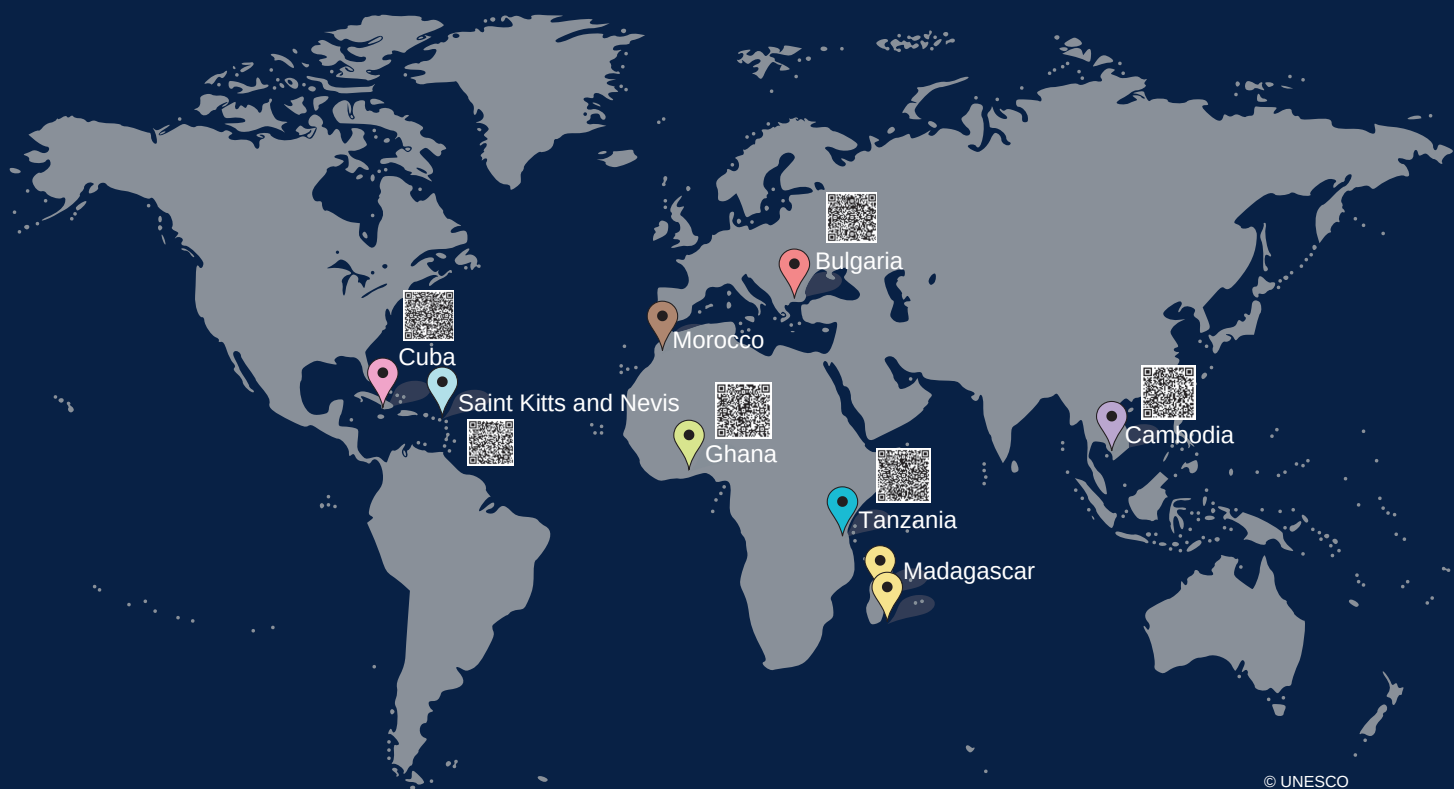 Bulgaria
Morocco
Cuba
Saint Kitts and Nevis
Cambodia
Ghana
Tanzania
Madagascar
© UNESCO